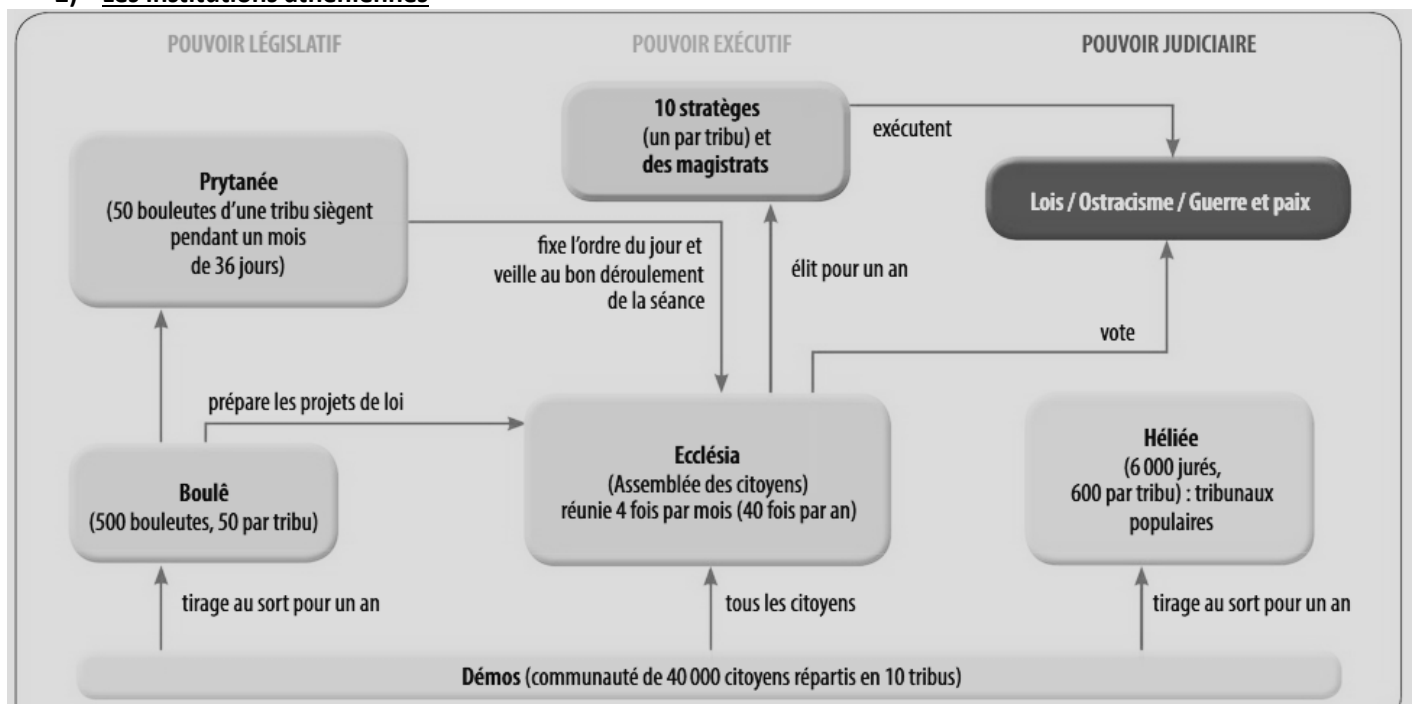 2) Les institutions athéniennes
POUVOIR LÉGISLATIF
POUVOIR EXÉCUTIF
POUVOIR JUDICIAIRE
10 stratèges
(un par tribu) et
des magistrats
exécutent
Prytanée
(50 bouleutes d'une tribu siègent
pendant un mois
de 36 jours)
Lois / Ostracisme / Guerre et paix
fixe l'ordre du jour et
veille au bon déroulement
de la séance
élit pour un an
vote
prépare les projets de loi
Boulê
(500 bouleutes, 50 par tribu)
Ecclésia
(Assemblée des citoyens)
réunie 4 fois par mois (40 fois par an)
Héliée
(6 000 jurés,
600 par tribu) : tribunaux
populaires
tirage au sort pour un an
tous les citoyens
tirage au sort pour un an
Démos (communauté de 40 000 citoyens répartis en 10 tribus)